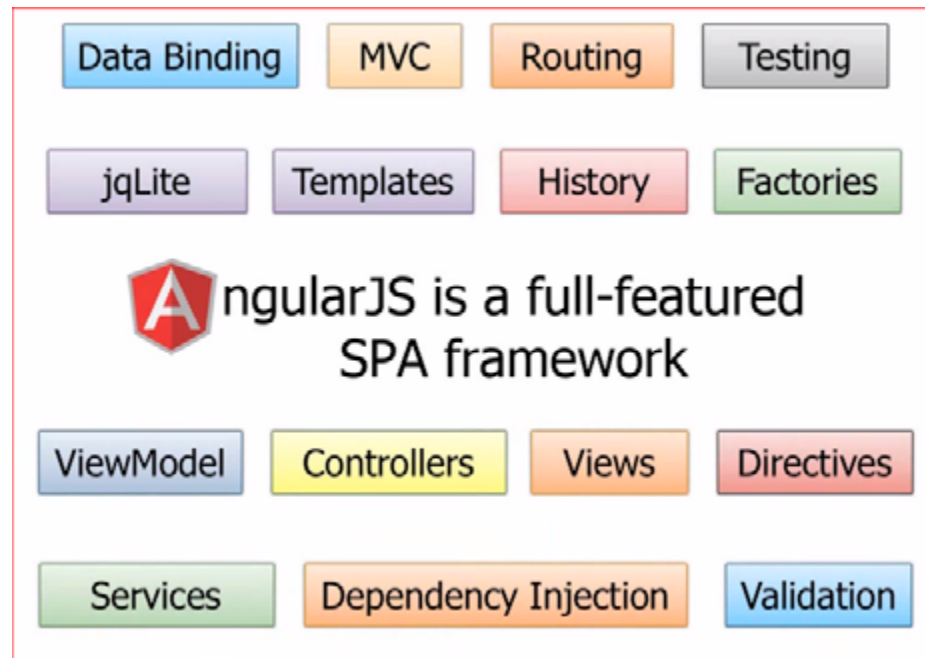 Data Binding MVC Routing Testing
jqLite Templates History Factories
AngularJS is a full-featured
SPA framework
ViewModel Controllers Views Directives
Services Dependency Injection Validation